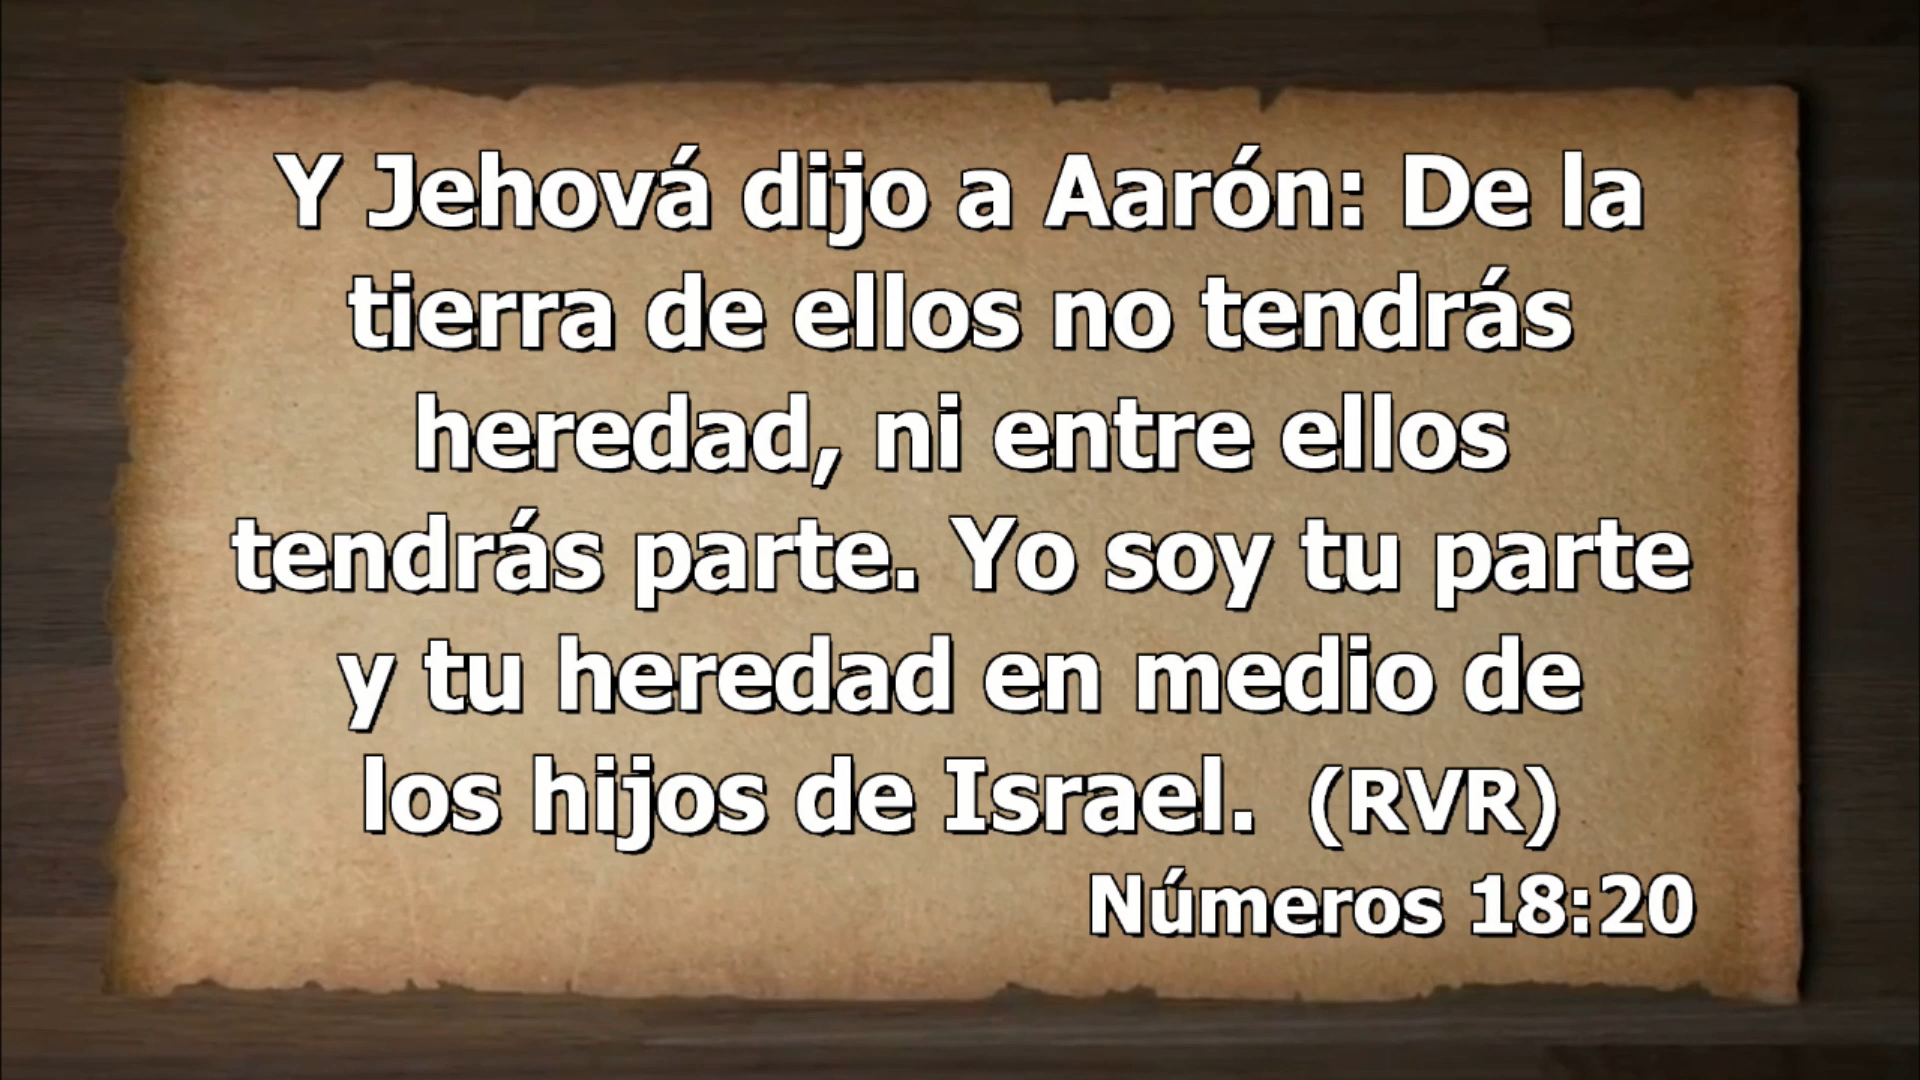 Y Jehová dijo a Aarón: De la
tierra de ellos no tendrás
heredad, ni entre ellos
tendrás parte. Yo soy tu parte
y tu heredad en medio de
los hijos de Israel. (RVR)
Números 18:20